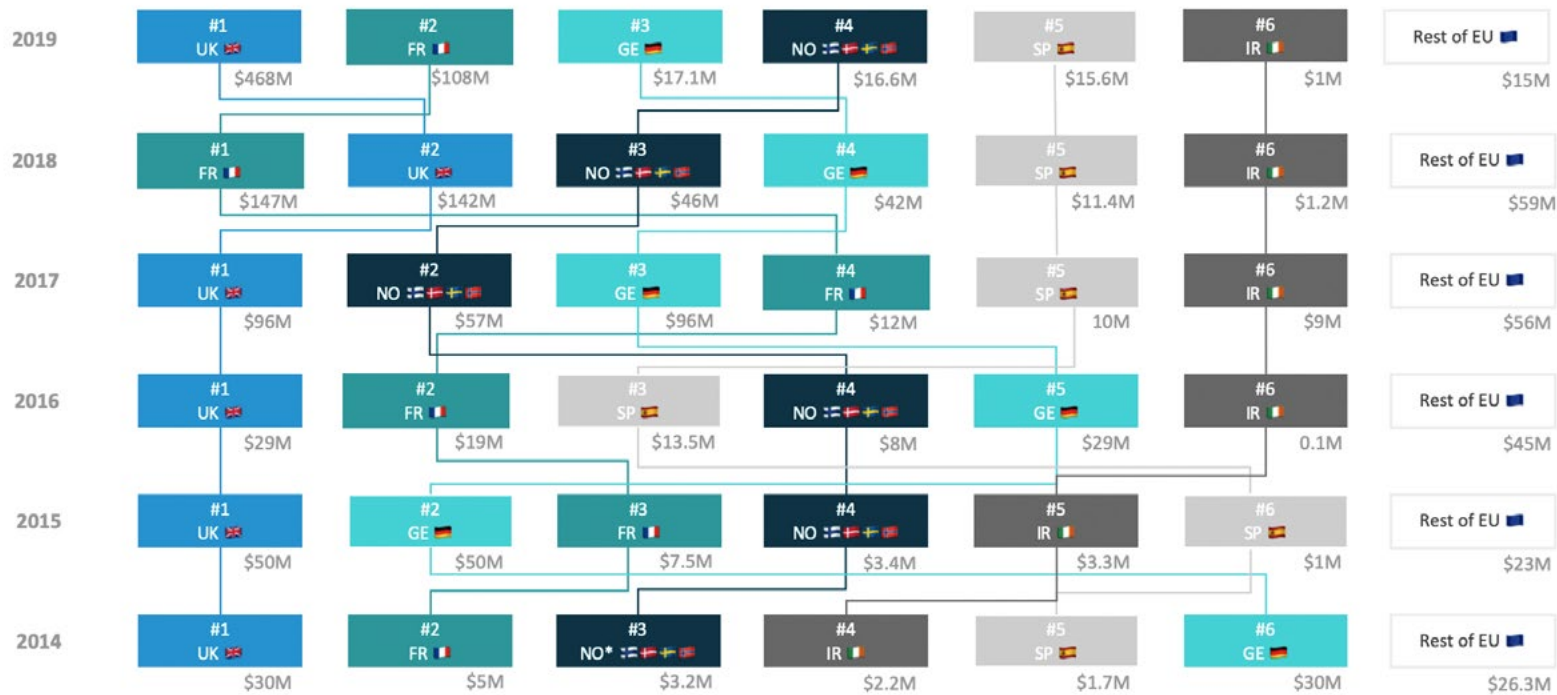 2019
#1
UK
$468M
#2
FR
$108M
#3
GE
$17.1M
#4
NO
$16.6M
#5
SP
$15.6M
#6
IR
$1M
Rest of EU
$15M
2018
#1
FR
$147M
#2
UK
$142M
#3
NO
$46M
#4
GE
$42M
#5
SP
$11.4M
#6
IR
$1.2M
Rest of EU
$59M
2017
#1
UK
$96M
#2
NO
$57M
#3
GE
$96M
#4
FR
$12M
#5
SP
10M
#6
IR
$9M
Rest of EU
$56M
2016
#1
UK
$29M
#2
FR
$19M
#3
SP
$13.5M
#4
NO
$8M
#5
GE
$29M
#6
IR
0.1M
Rest of EU
$45M
2015
#1
UK
$50M
#2
GE
$50M
#3
FR
$7.5M
#4
NO
$3.4M
#5
IR
$3.3M
#6
SP
$1M
Rest of EU
$23M
2014
#1
UK
$30M
#2
FR
$5M
#3
NO*
$3.2M
#4
IR
$2.2M
#5
SP
$1.7M
#6
GE
$30M
Rest of EU
$26.3M